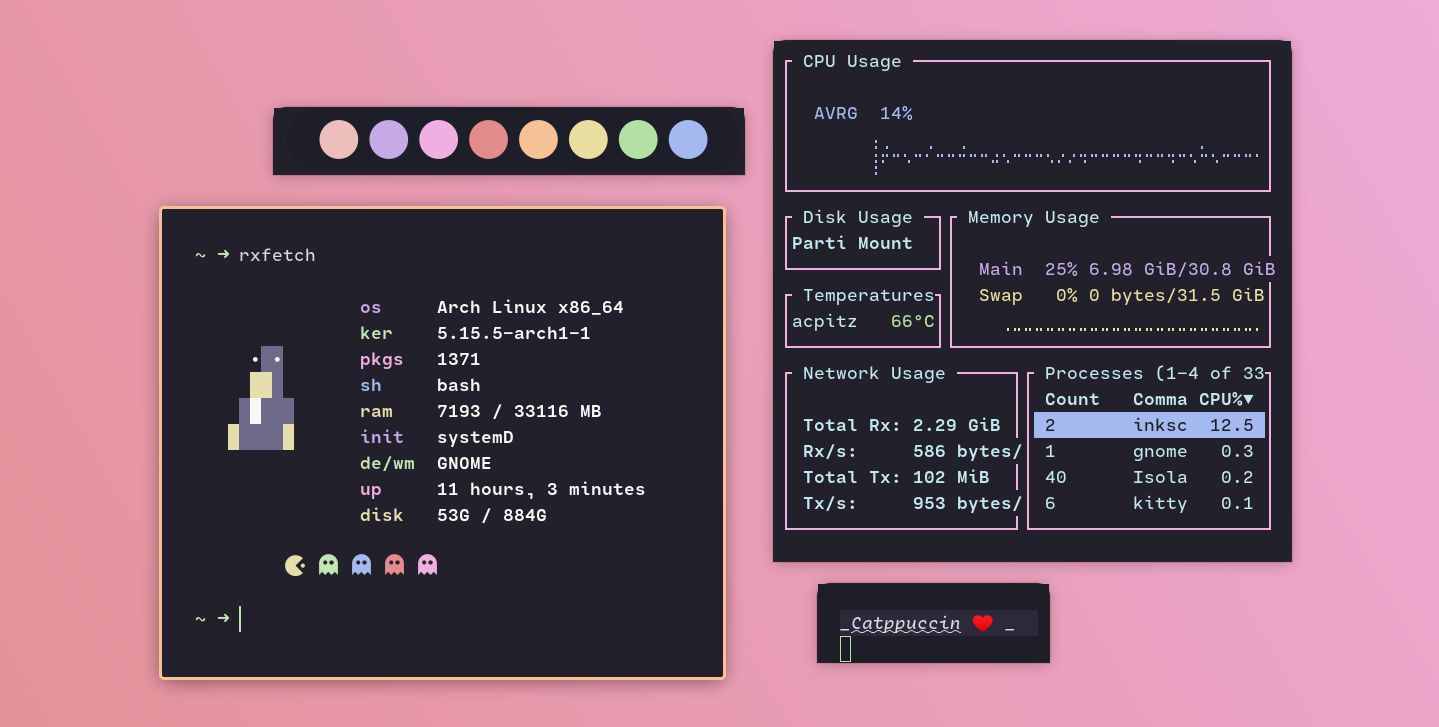 ~ ➜ rxfetch
os Arch Linux x86_64
ker 5.15.5-arch1-1
pkgs 1371
sh bash
ram 7193 / 33116 MB
init systemD
de/wm GNOME
up 11 hours, 3 minutes
disk 53G / 884G
~ ➜
CPU Usage
AVRG 14%
Disk Usage
Parti Mount
Temperatures
acpitz 66°C
Memory Usage
Main 25% 6.98 GiB/30.8 GiB
Swap 0% 0 bytes/31.5 GiB
Network Usage
Total Rx: 2.29 GiB
Rx/s: 586 bytes/
Total Tx: 102 MiB
Tx/s: 953 bytes/
Processes (1-4 of 33
Count Comma CPU%▼
2 inksc 12.5
1 gnome 0.3
40 Isola 0.2
6 kitty 0.1
_Catppuccin ❤️ _